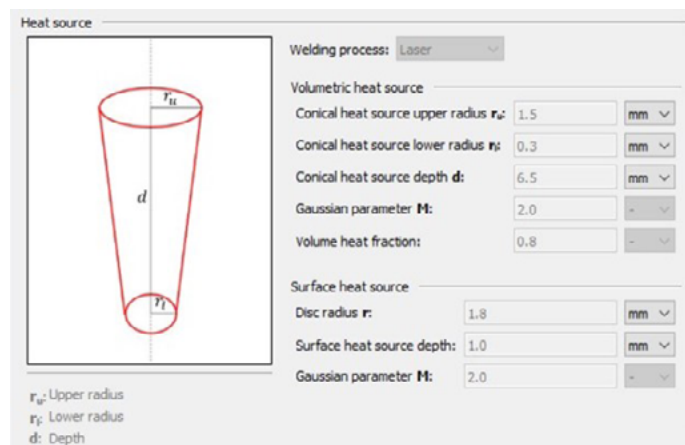 Heat source
r_u
d
r_l
r_u: Upper radius
r_l: Lower radius
d: Depth
Welding process: Laser
Volumetric heat source
Conical heat source upper radius r_u: 1.5 mm
Conical heat source lower radius r_l: 0.3 mm
Conical heat source depth d: 6.5 mm
Gaussian parameter M: 2.0 -
Volume heat fraction: 0.8 -
Surface heat source
Disc radius r: 1.8 mm
Surface heat source depth: 1.0 mm
Gaussian parameter M: 2.0 -